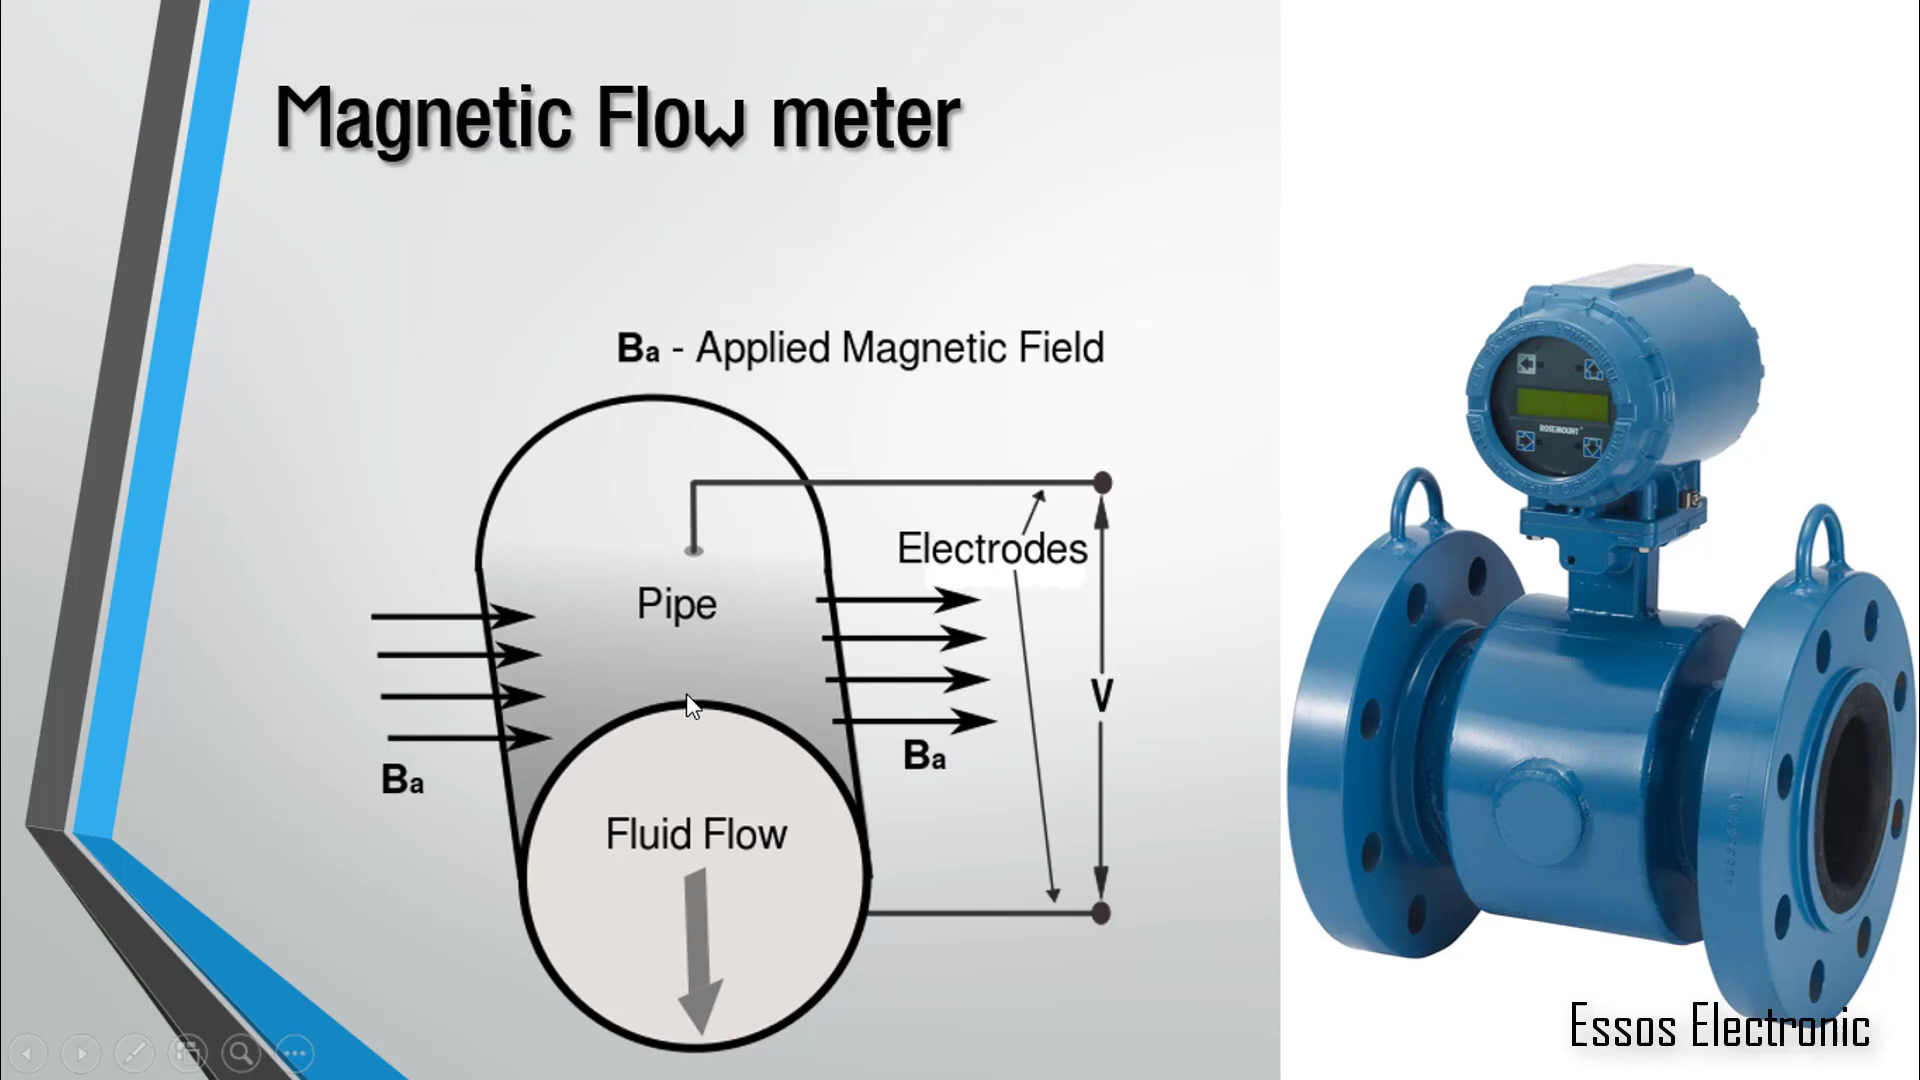 Magnetic Flow meter
Ba - Applied Magnetic Field
Electrodes
Pipe
V
Ba
Ba
Fluid Flow
ROSEMOUNT
Essos Electronic